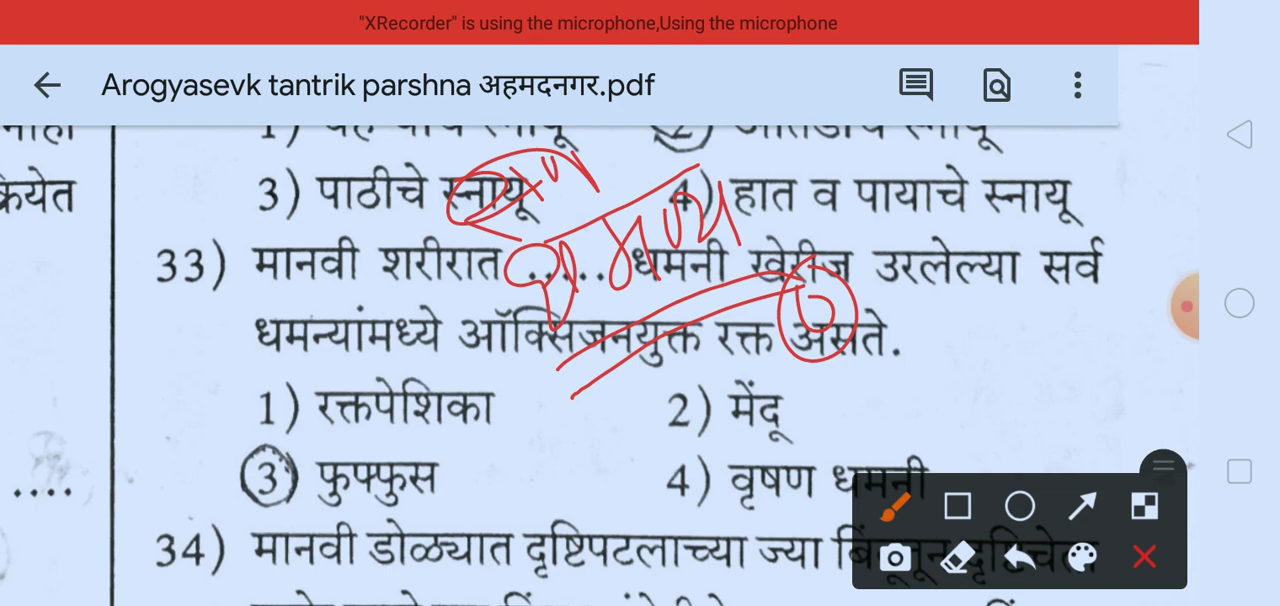 "XRecorder" is using the microphone,Using the microphone
Arogyasevk tantrik parshna अहमदनगर.pdf
क्रियेत
3) पाठीचे स्नायू 4) हात व पायाचे स्नायू
33) मानवी शरीरात ..... धमनी खेरीज उरलेल्या सर्व
धमन्यांमध्ये ऑक्सिजनयुक्त रक्त असते.
1) रक्तपेशिका 2) मेंदू
3) फुफ्फुस 4) वृषण धमनी
....
34) मानवी डोळ्यात दृष्टिपटलाच्या ज्या बिंदूतून दृष्टिचेता